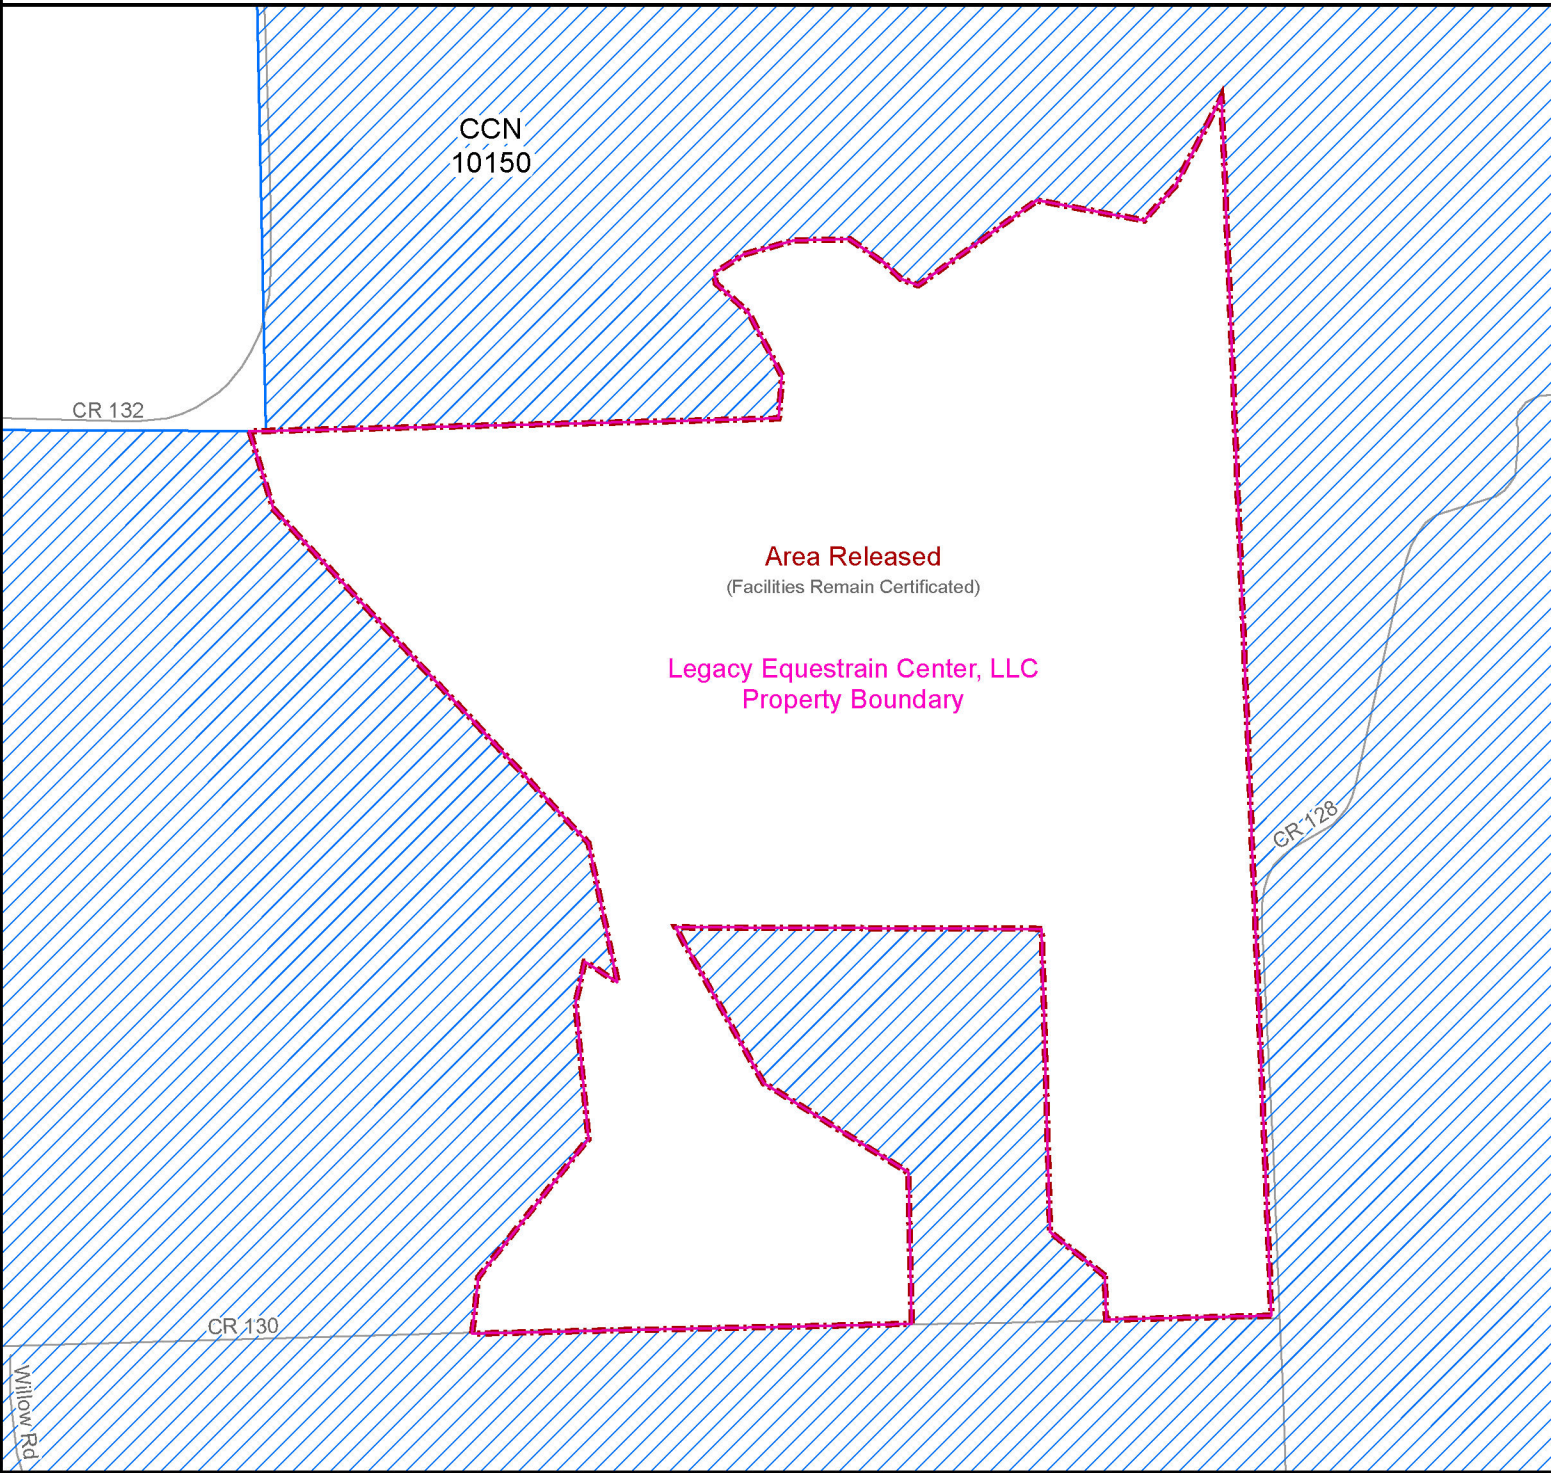 CCN
10150
CR 132
Area Released
(Facilities Remain Certificated)
Legacy Equestrain Center, LLC
Property Boundary
CR 128
CR 130
Willow Rd